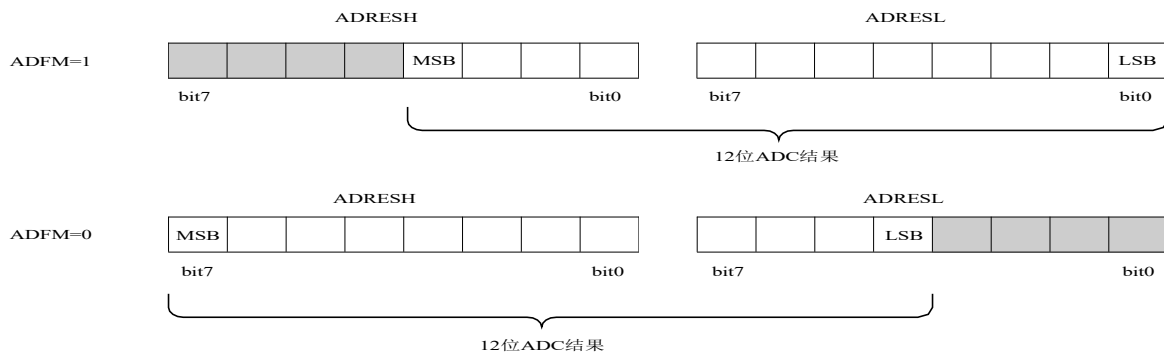 ADRESH ADRESL
ADFM=1 MSB LSB
bit7 bit0 bit7 bit0
12位ADC结果
ADRESH ADRESL
ADFM=0 MSB LSB
bit7 bit0 bit7 bit0
12位ADC结果